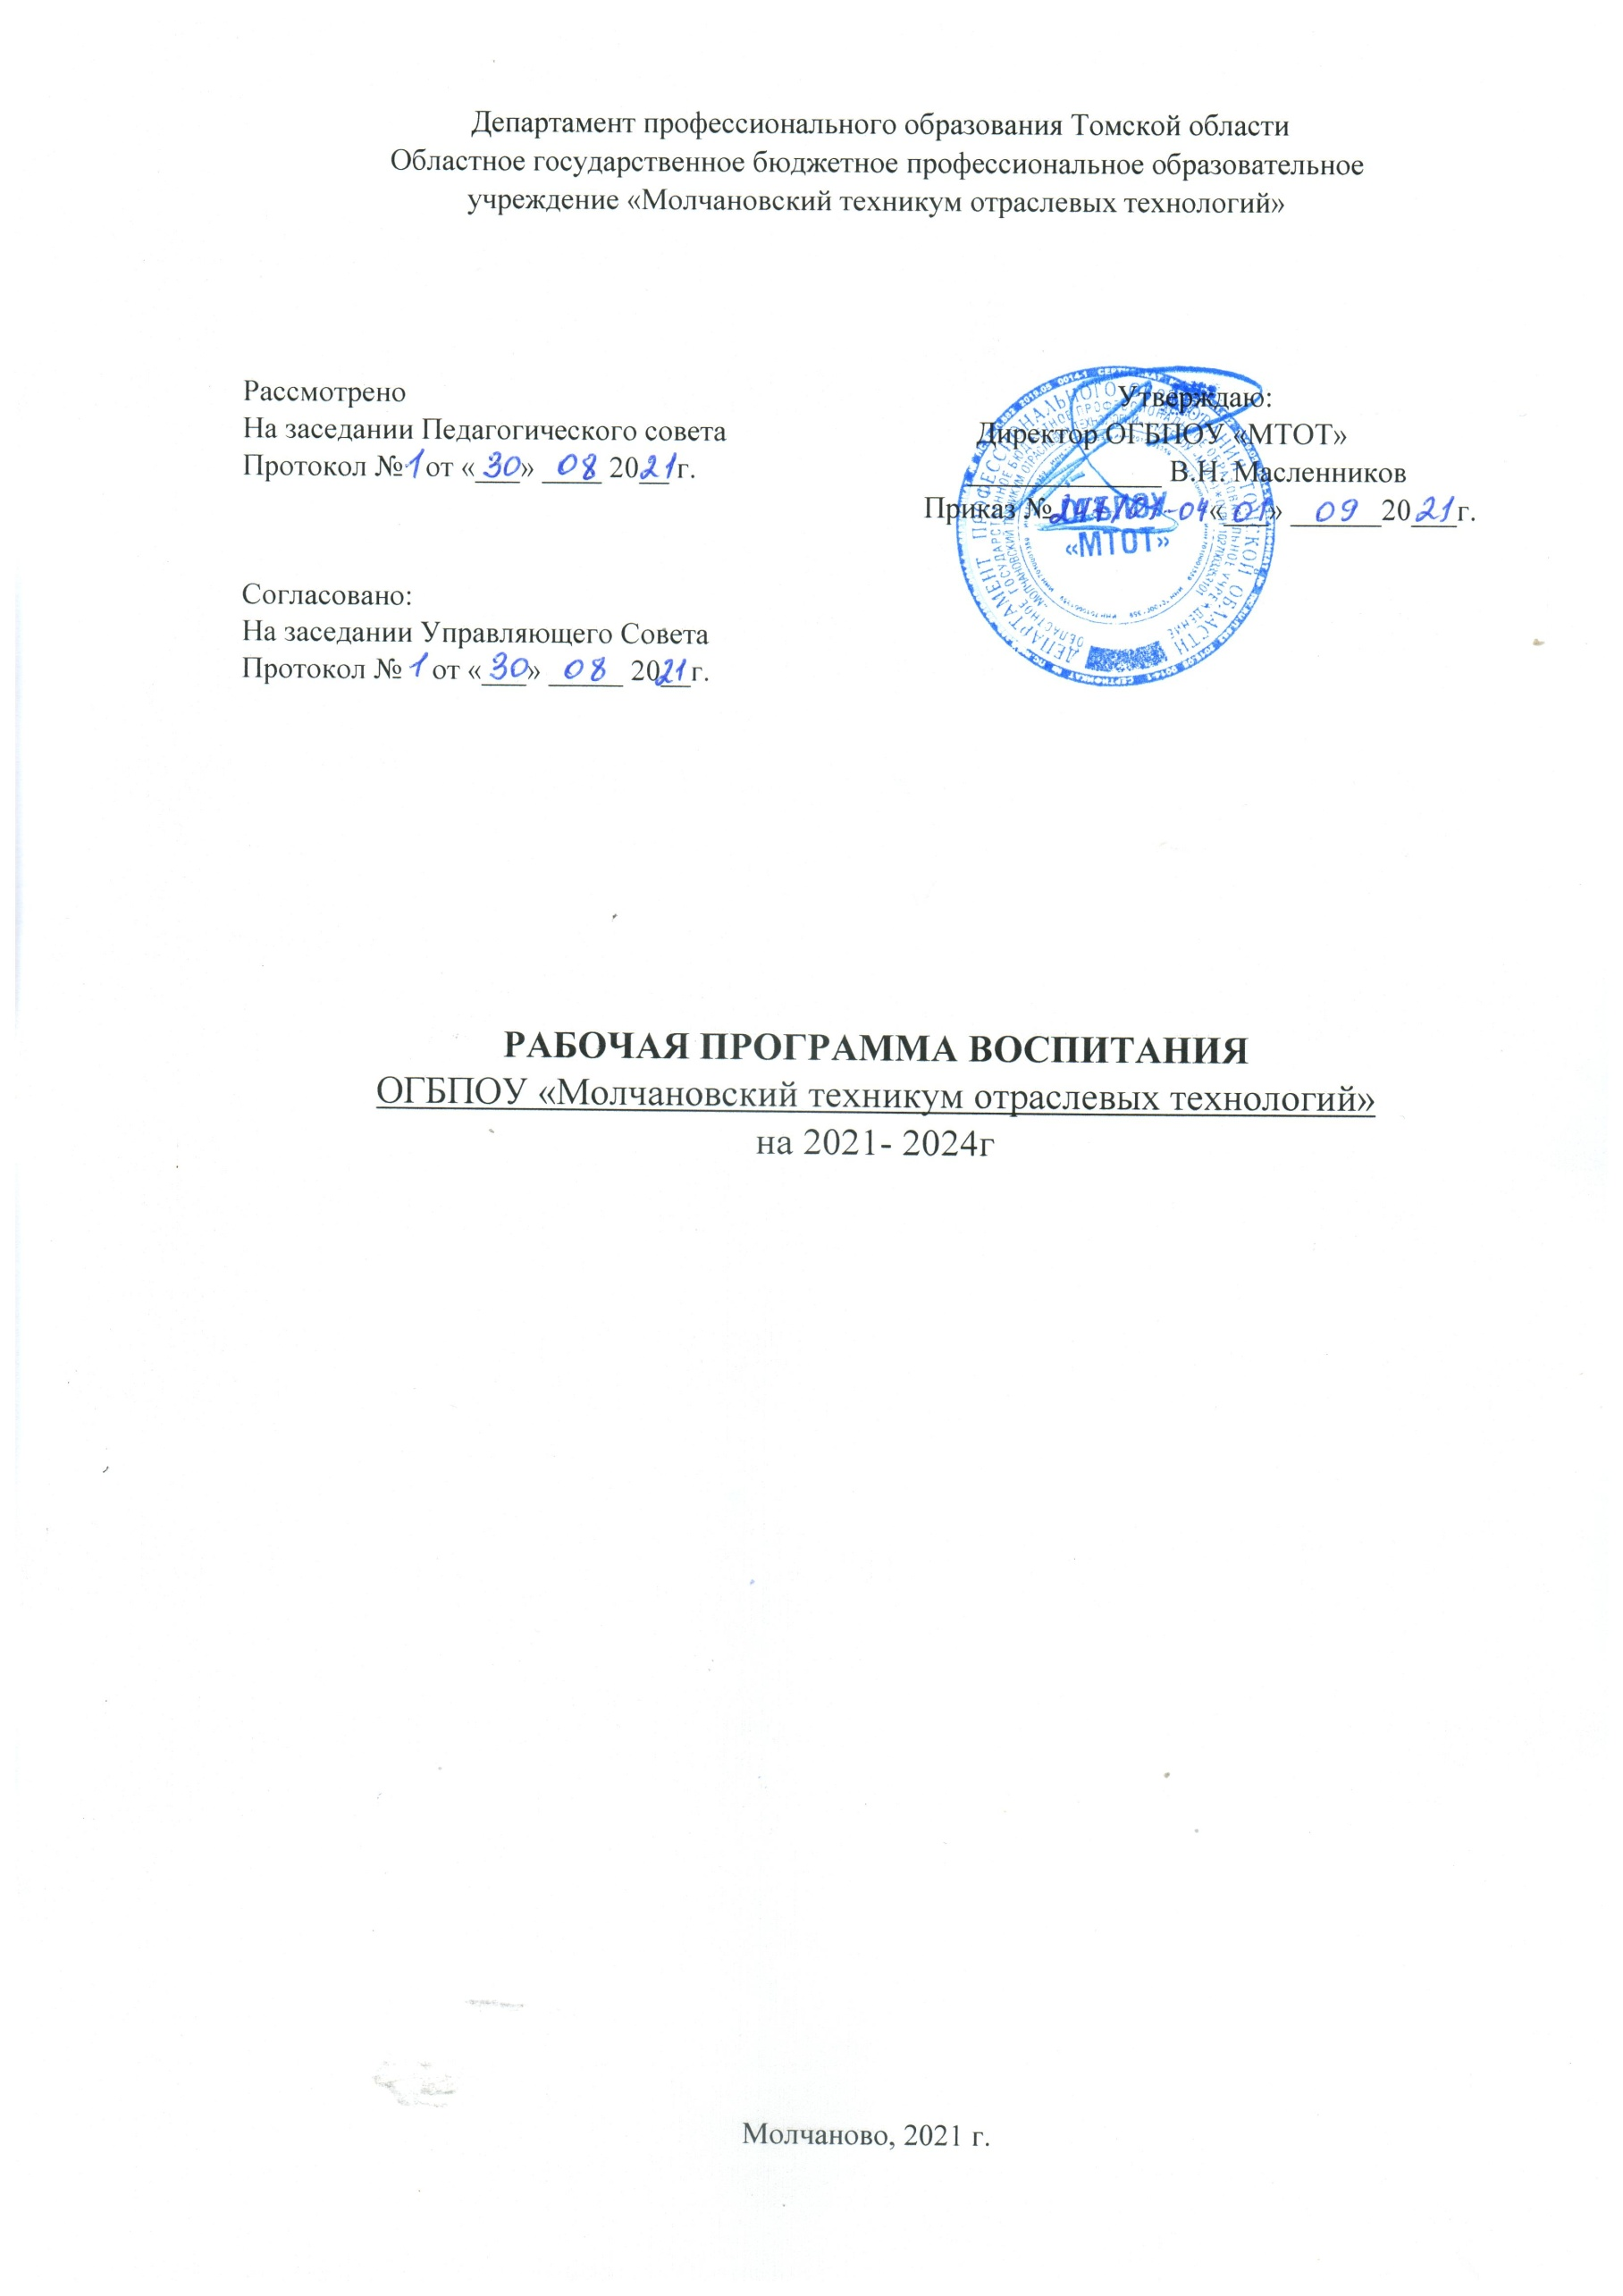 Департамент профессионального образования Томской области
Областное государственное бюджетное профессиональное образовательное
учреждение «Молчановский техникум отраслевых технологий»
Рассмотрено
На заседании Педагогического совета
Протокол №1 от «30» 08 2021г.
Утверждаю:
Директор ОГБПОУ «МТОТ»
В.Н. Масленников
Приказ № «01» 09 2021г.
ОГБПОУ
«МТОТ»
Согласовано:
На заседании Управляющего Совета
Протокол № 1 от «30» 08 2021г.
РАБОЧАЯ ПРОГРАММА ВОСПИТАНИЯ
ОГБПОУ «Молчановский техникум отраслевых технологий»
на 2021- 2024г
Молчаново, 2021 г.